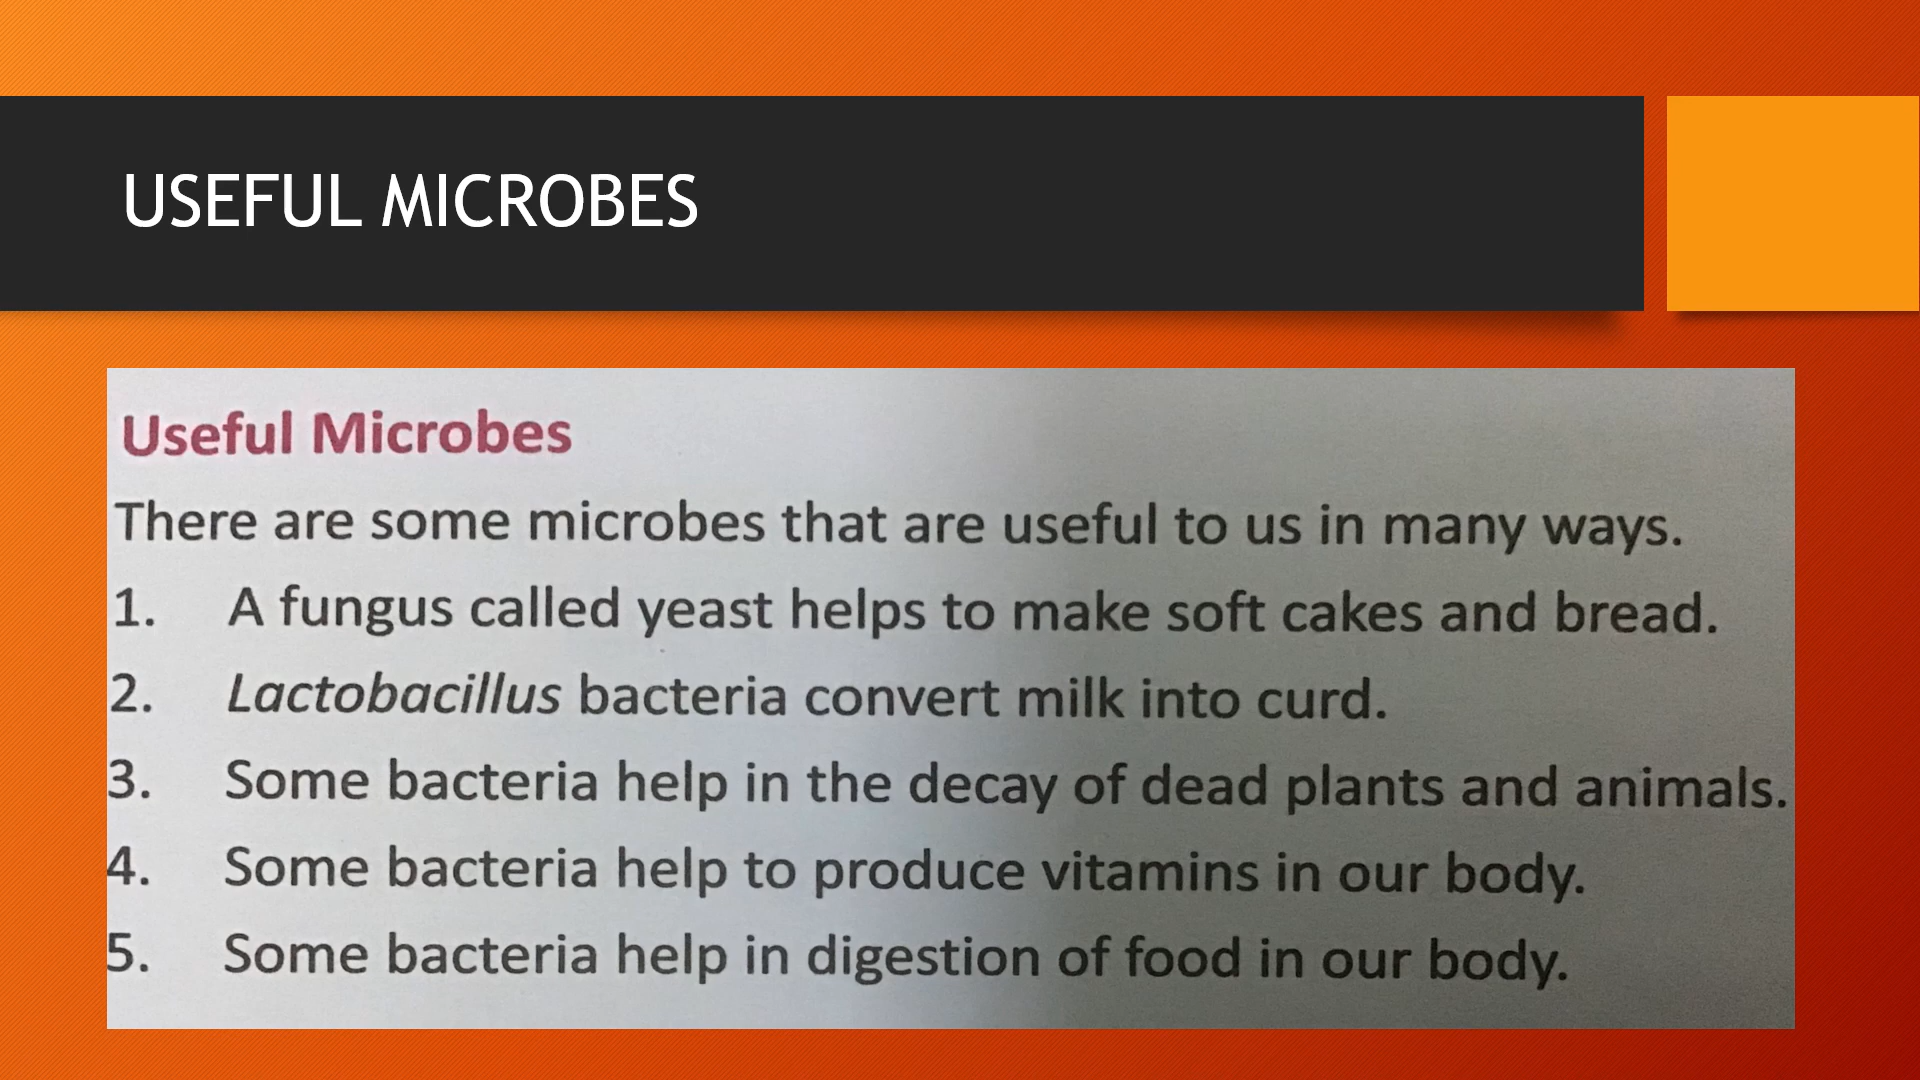 USEFUL MICROBES
Useful Microbes
There are some microbes that are useful to us in many ways.
1. A fungus called yeast helps to make soft cakes and bread.
2. Lactobacillus bacteria convert milk into curd.
3. Some bacteria help in the decay of dead plants and animals.
4. Some bacteria help to produce vitamins in our body.
5. Some bacteria help in digestion of food in our body.